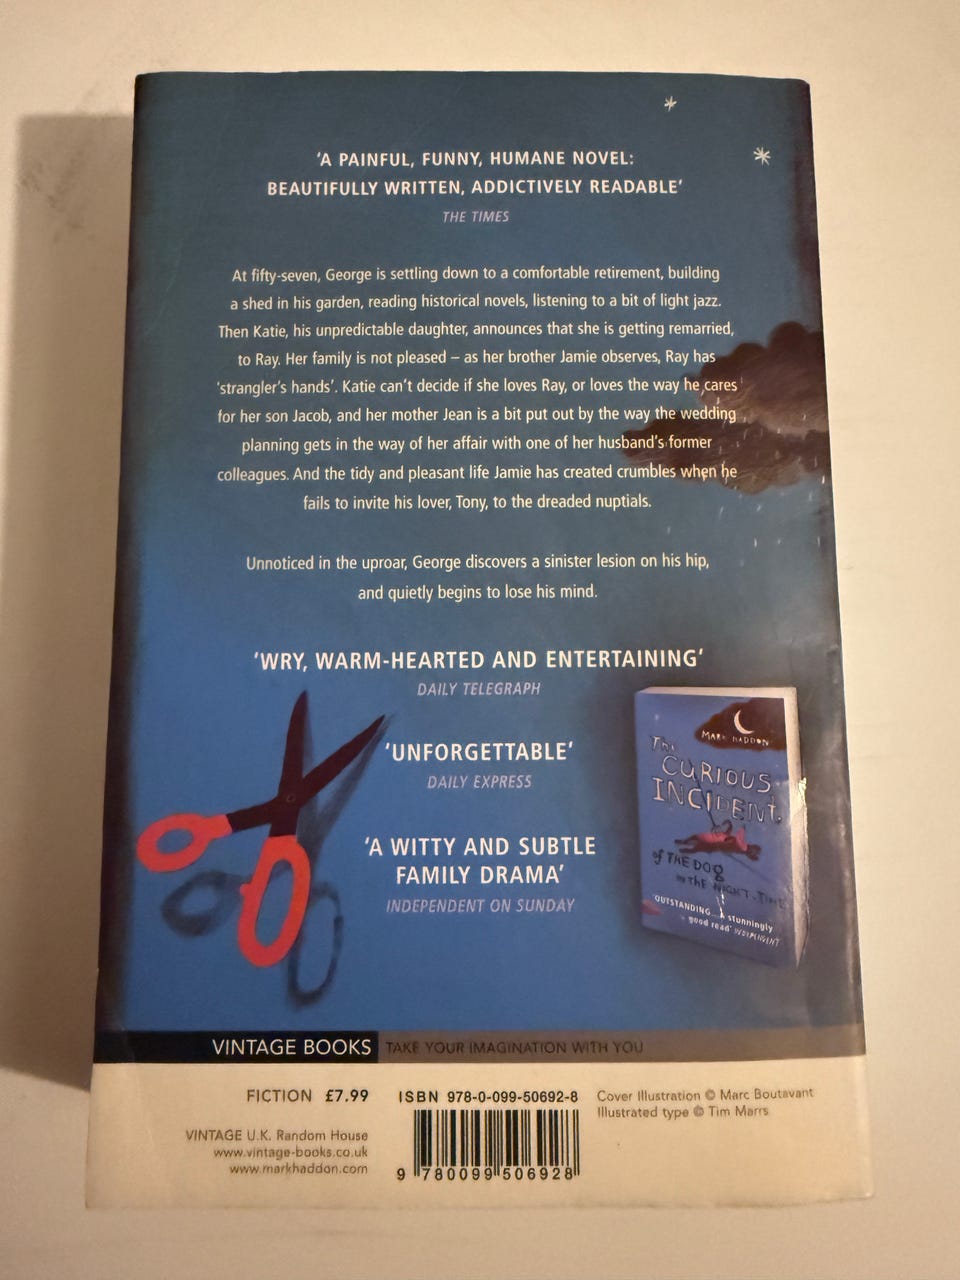 'A PAINFUL, FUNNY, HUMANE NOVEL:
BEAUTIFULLY WRITTEN, ADDICTIVELY READABLE'
THE TIMES
At fifty-seven, George is settling down to a comfortable retirement, building
a shed in his garden, reading historical novels, listening to a bit of light jazz.
Then Katie, his unpredictable daughter, announces that she is getting remarried,
to Ray. Her family is not pleased – as her brother Jamie observes, Ray has
'strangler's hands'. Katie can't decide if she loves Ray, or loves the way he cares
for her son Jacob, and her mother Jean is a bit put out by the way the wedding
planning gets in the way of her affair with one of her husband's former
colleagues. And the tidy and pleasant life Jamie has created crumbles when he
fails to invite his lover, Tony, to the dreaded nuptials.
Unnoticed in the uproar, George discovers a sinister lesion on his hip,
and quietly begins to lose his mind.
'WRY, WARM-HEARTED AND ENTERTAINING'
DAILY TELEGRAPH
'UNFORGETTABLE'
DAILY EXPRESS
'A WITTY AND SUBTLE
FAMILY DRAMA'
INDEPENDENT ON SUNDAY
MARK HADDON
The
CURIOUS
INCIDENT
of THE DOG
IN THE NIGHT-TIME
'OUTSTANDING...A stunningly
good read' INDEPENDENT
VINTAGE BOOKS TAKE YOUR IMAGINATION WITH YOU
FICTION £7.99
VINTAGE U.K. Random House
www.vintage-books.co.uk
www.markhaddon.com
ISBN 978-0-099-50692-8
9 780099 506928
Cover Illustration © Marc Boutavant
Illustrated type © Tim Marrs